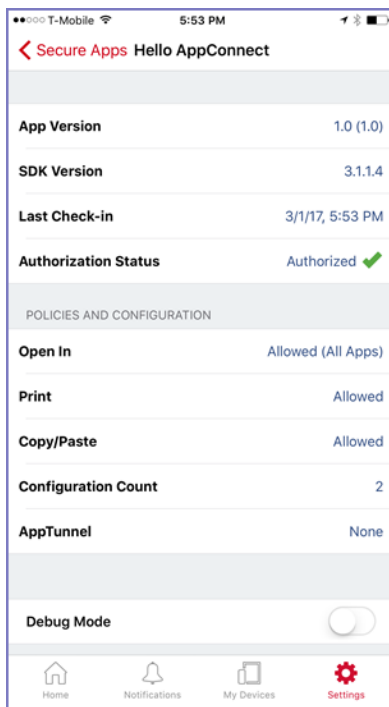 T-Mobile 5:53 PM
Secure Apps Hello AppConnect
App Version 1.0 (1.0)
SDK Version 3.1.1.4
Last Check-in 3/1/17, 5:53 PM
Authorization Status Authorized
POLICIES AND CONFIGURATION
Open In Allowed (All Apps)
Print Allowed
Copy/Paste Allowed
Configuration Count 2
AppTunnel None
Debug Mode
Home Notifications My Devices Settings